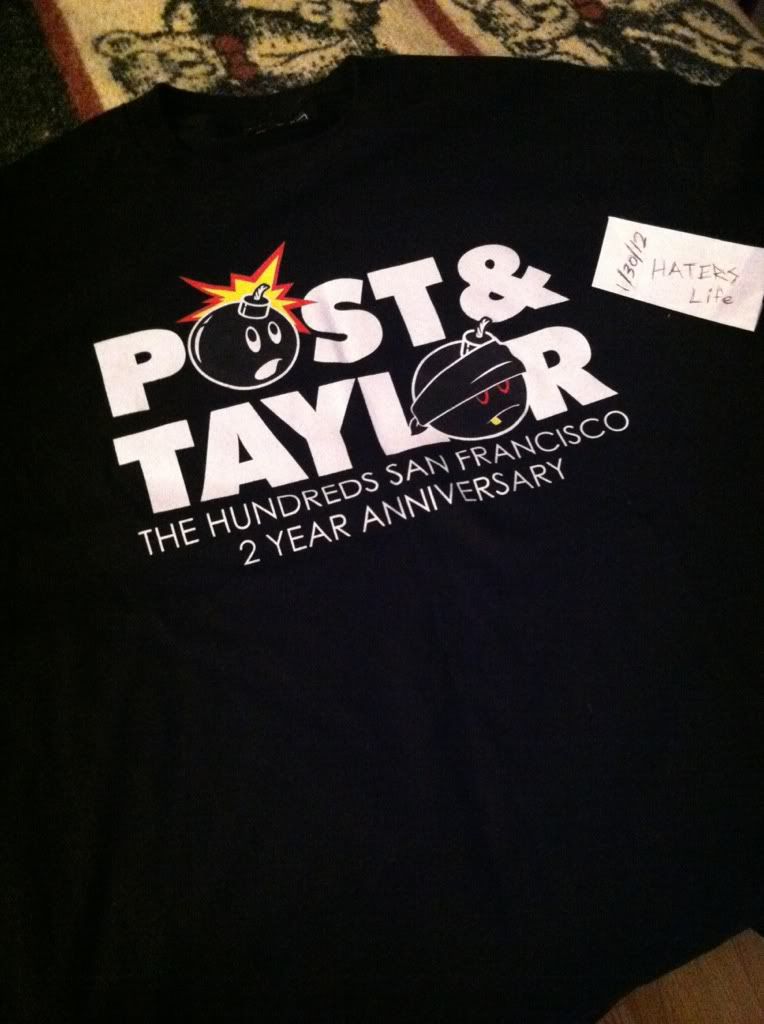 POST &
TAYLOR
THE HUNDREDS SAN FRANCISCO
2 YEAR ANNIVERSARY
1/30/12
HATERS
Life